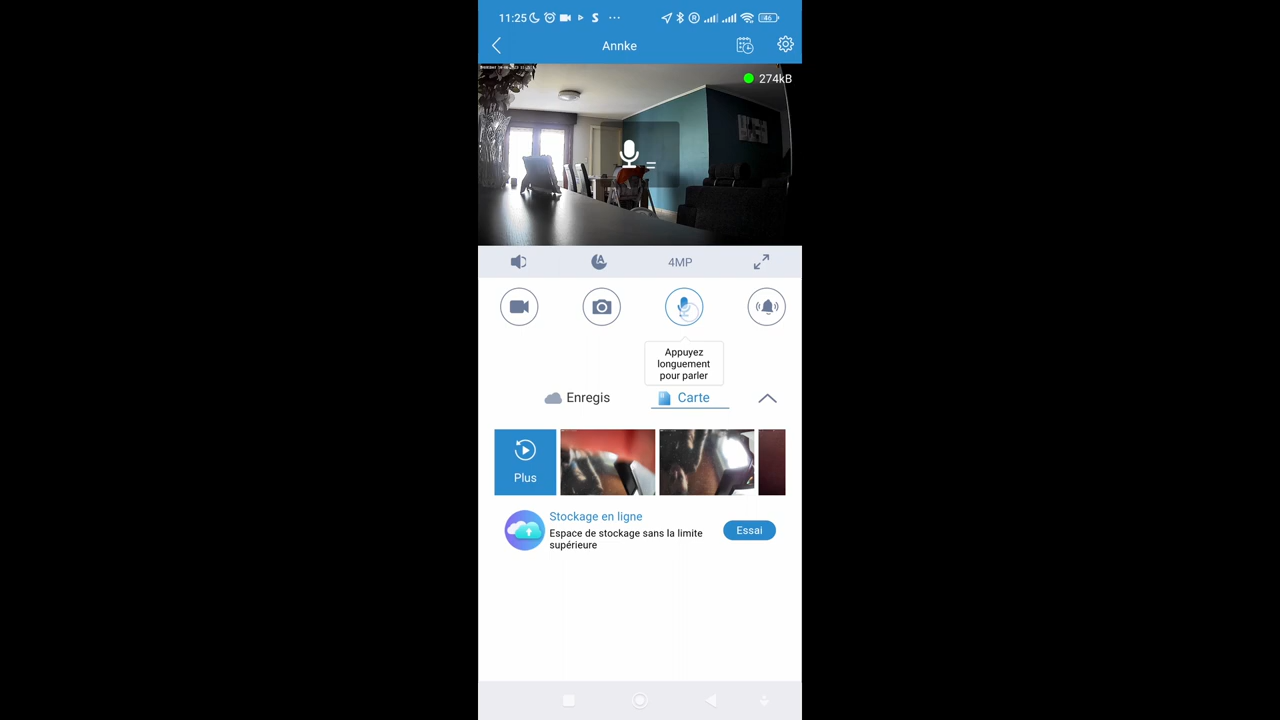 11:25
46
Annke
274kB
4MP
Appuyez
longuement
pour parler
Enregis
Carte
Plus
Stockage en ligne
Espace de stockage sans la limite
supérieure
Essai